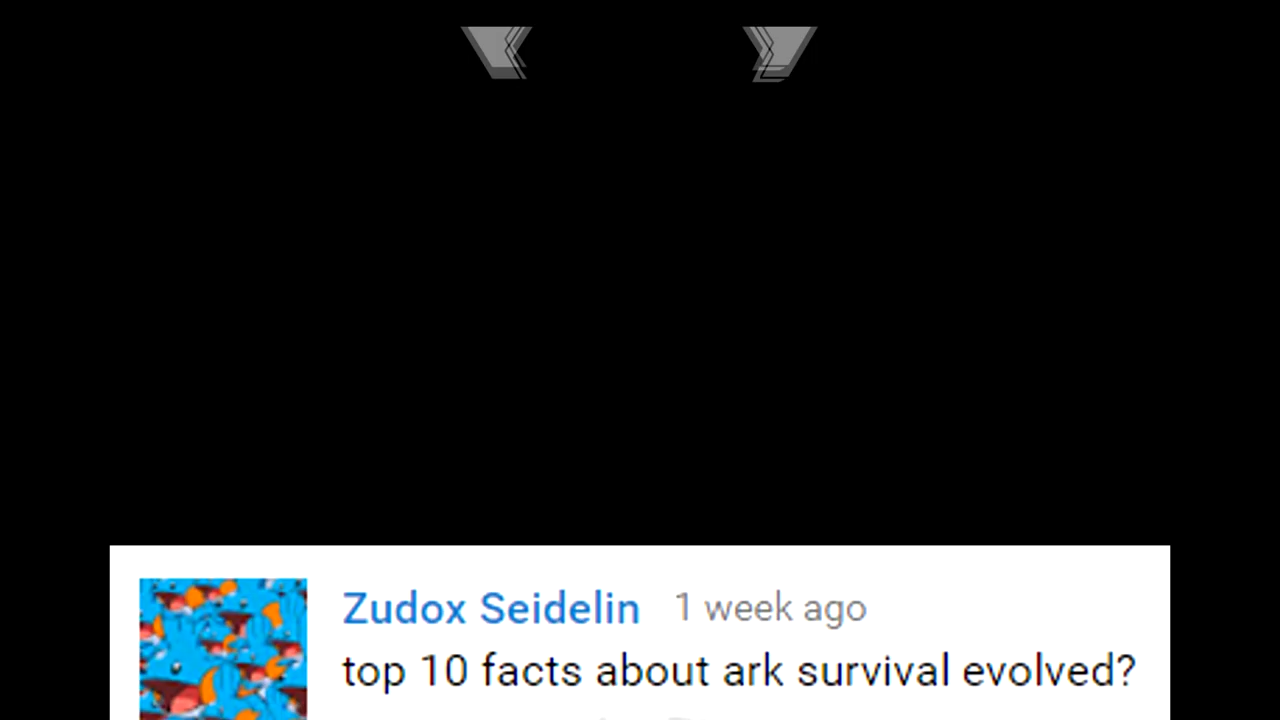 Zudox Seidelin 1 week ago
top 10 facts about ark survival evolved?